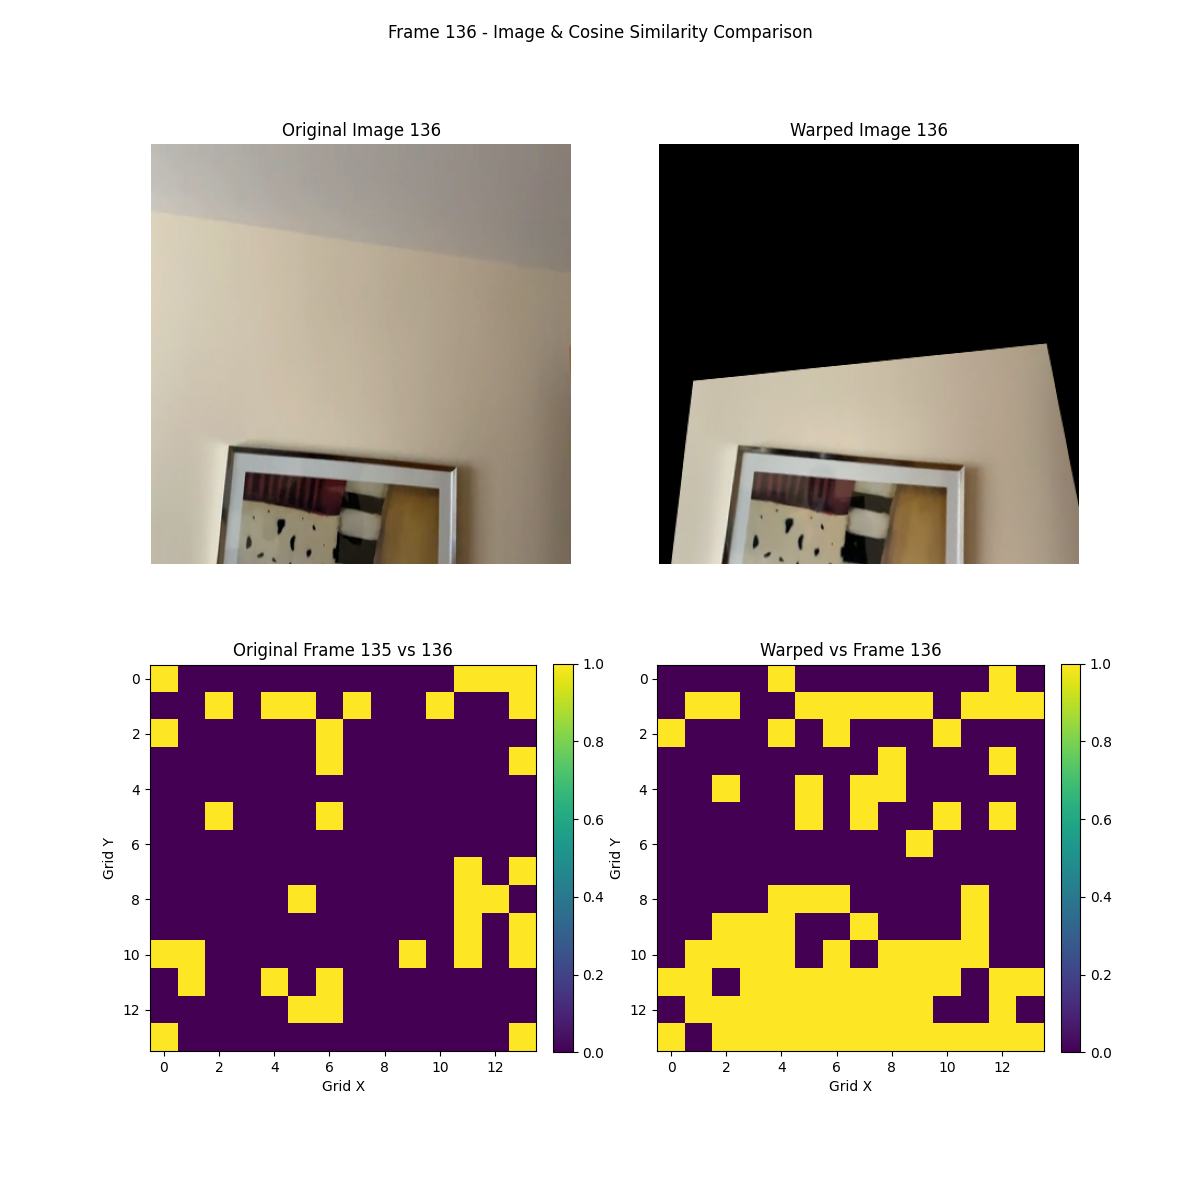 Frame 136 - Image & Cosine Similarity Comparison
Original Image 136
Warped Image 136
Original Frame 135 vs 136
Warped vs Frame 136
0
2
4
6
8
10
12
Grid Y
0 2 4 6 8 10 12
Grid X
1.0
0.8
0.6
0.4
0.2
0.0
0
2
4
6
8
10
12
Grid Y
0 2 4 6 8 10 12
Grid X
1.0
0.8
0.6
0.4
0.2
0.0